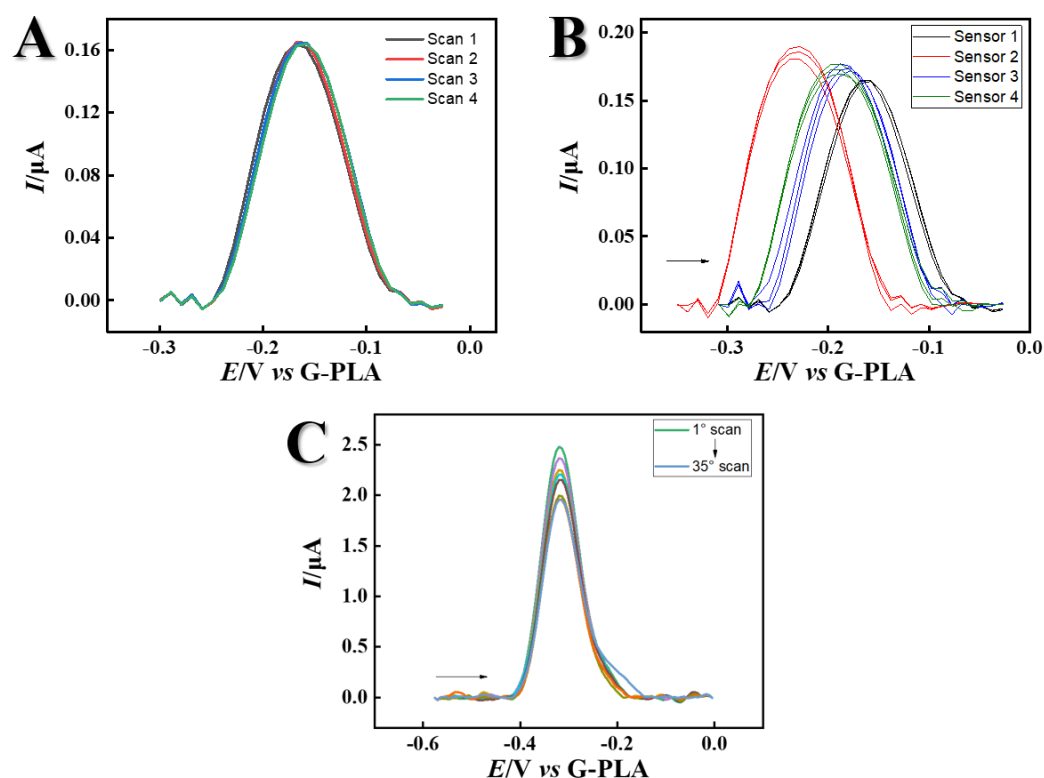 A
Scan 1
Scan 2
Scan 3
Scan 4
0.16
0.12
0.08
0.04
0.00
I/µA
-0.3
-0.2
-0.1
0.0
E/V vs G-PLA
B
Sensor 1
Sensor 2
Sensor 3
Sensor 4
0.20
0.15
0.10
0.05
0.00
I/µA
-0.3
-0.2
-0.1
0.0
E/V vs G-PLA
C
1° scan
35° scan
2.5
2.0
1.5
1.0
0.5
0.0
I/µA
-0.6
-0.4
-0.2
0.0
E/V vs G-PLA